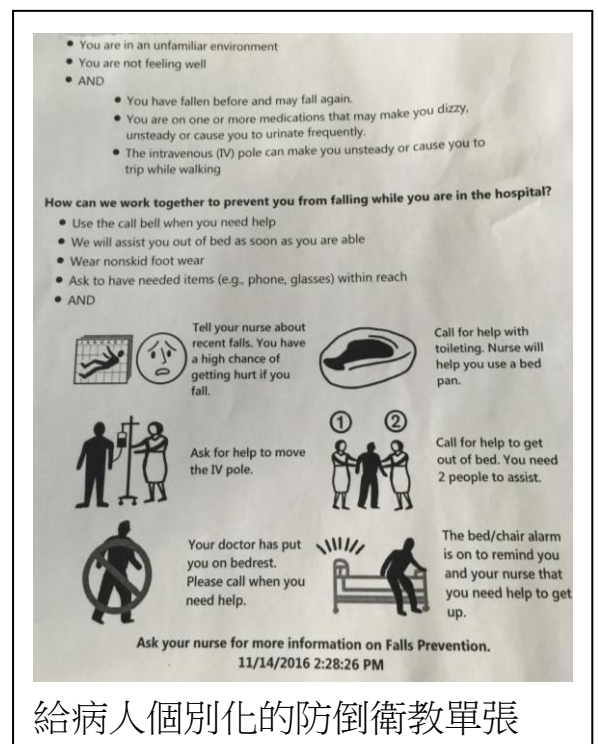 ● You are in an unfamiliar environment
● You are not feeling well
● AND
● You have fallen before and may fall again.
● You are on one or more medications that may make you dizzy,
unsteady or cause you to urinate frequently.
● The intravenous (IV) pole can make you unsteady or cause you to
trip while walking
How can we work together to prevent you from falling while you are in the hospital?
● Use the call bell when you need help
● We will assist you out of bed as soon as you are able
● Wear nonskid foot wear
● Ask to have needed items (e.g., phone, glasses) within reach
● AND
Tell your nurse about
recent falls. You have
a high chance of
getting hurt if you
fall.
Call for help with
toileting. Nurse will
help you use a bed
pan.
Ask for help to move
the IV pole.
① ②
Call for help to get
out of bed. You need
2 people to assist.
Your doctor has put
you on bedrest.
Please call when you
need help.
The bed/chair alarm
is on to remind you
and your nurse that
you need help to get
up.
Ask your nurse for more information on Falls Prevention.
11/14/2016 2:28:26 PM
給病人個別化的防倒衛教單張